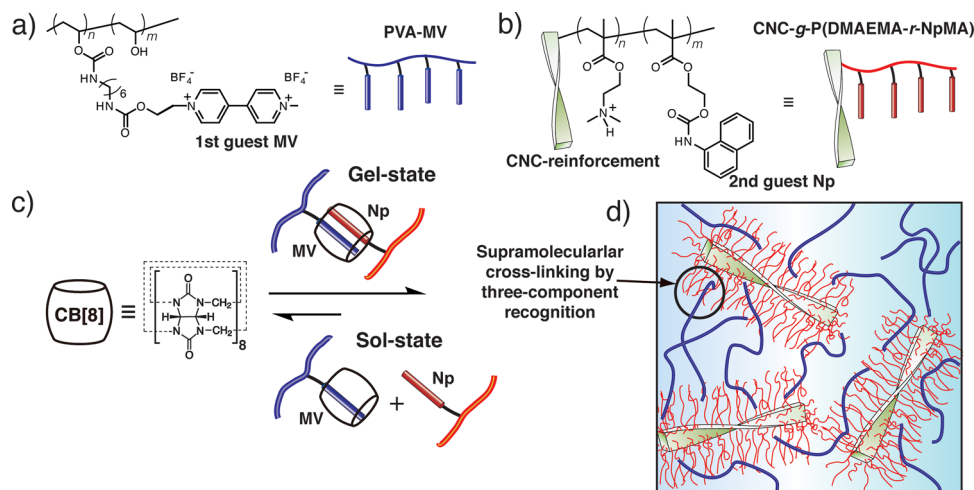 a)
n
m
OH
O
O
HN
6
HN
O
O
BF4−
BF4−
N+
+N
1st guest MV
PVA-MV
≡
b)
n
m
O
O
O
O
N+
H
O
O
HN
CNC-reinforcement
2nd guest Np
CNC-g-P(DMAEMA-r-NpMA)
≡
c)
Gel-state
Np
MV
CB[8]
≡
O
N
N–CH2
H
H
N
N–CH2
O
8
Sol-state
Np
MV
+
d)
Supramolecularlar
cross-linking by
three-component
recognition